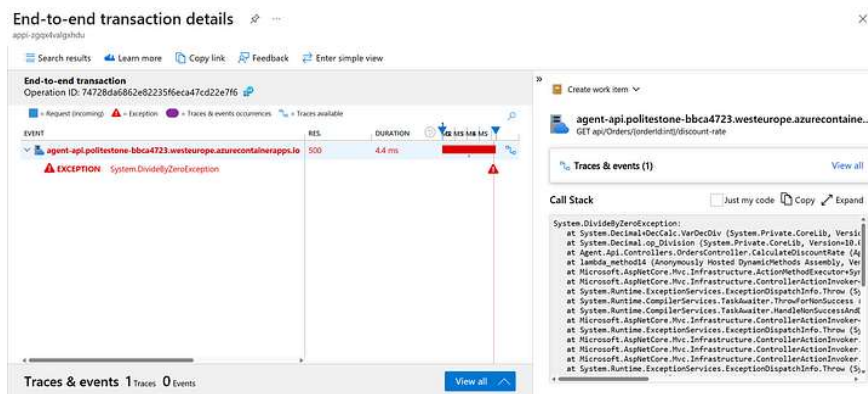 End-to-end transaction details
appi-zgqx4valgxhdu
Search results Learn more Copy link Feedback Enter simple view
End-to-end transaction
Operation ID: 74728da6862e82235f6eca47cd22e7f6
= Request (incoming) = Exception = Traces & events occurrences = Traces available
EVENT RES. DURATION
agent-api.politestone-bbca4723.westeurope.azurecontainerapps.io 500 4.4 ms
EXCEPTION System.DivideByZeroException
Traces & events 1 Traces 0 Events View all
Create work item
agent-api.politestone-bbca4723.westeurope.azurecontaine...
GET api/Orders/{orderId:int}/discount-rate
Traces & events (1) View all
Call Stack Just my code Copy Expand
System.DivideByZeroException:
at System.Decimal+DecCalc.VarDecDiv (System.Private.CoreLib, Versio
at System.Decimal.op_Division (System.Private.CoreLib, Version=10.
at Agent.Api.Controllers.OrdersController.CalculateDiscountRate (A
at lambda_method14 (Anonymously Hosted DynamicMethods Assembly, Ve
at Microsoft.AspNetCore.Mvc.Infrastructure.ActionMethodExecutor+Syn
at Microsoft.AspNetCore.Mvc.Infrastructure.ControllerActionInvoker
at System.Runtime.ExceptionServices.ExceptionDispatchInfo.Throw (Sy
at System.Runtime.CompilerServices.TaskAwaiter.ThrowForNonSuccess
at System.Runtime.CompilerServices.TaskAwaiter.HandleNonSuccessAnd
at Microsoft.AspNetCore.Mvc.Infrastructure.ControllerActionInvoker
at System.Runtime.ExceptionServices.ExceptionDispatchInfo.Throw (Sy
at Microsoft.AspNetCore.Mvc.Infrastructure.ControllerActionInvoker.
at Microsoft.AspNetCore.Mvc.Infrastructure.ControllerActionInvoker.
at System.Runtime.ExceptionServices.ExceptionDispatchInfo.Throw (Sy